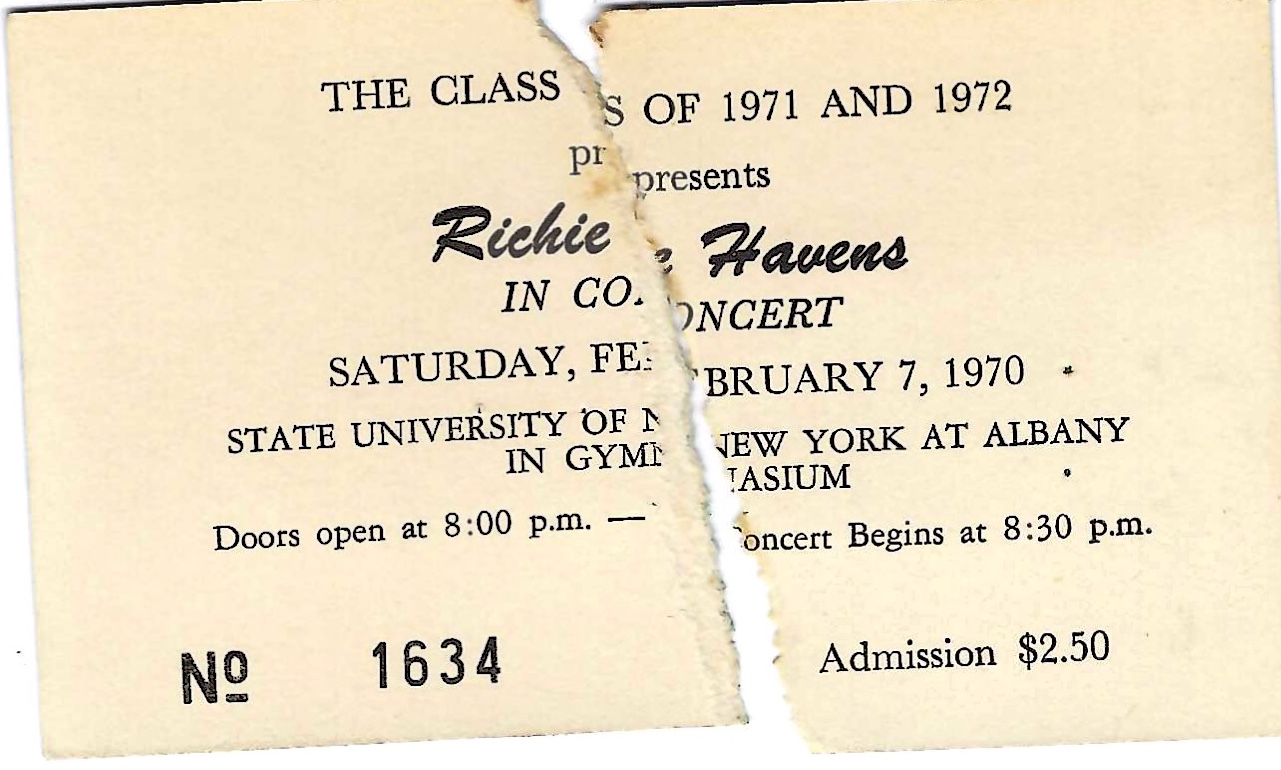 THE CLASS OF 1971 AND 1972
presents
Richie Havens
IN CONCERT
SATURDAY, FEBRUARY 7, 1970
STATE UNIVERSITY OF NEW YORK AT ALBANY
IN GYMNASIUM
Doors open at 8:00 p.m. — Concert Begins at 8:30 p.m.
Nº 1634 Admission $2.50